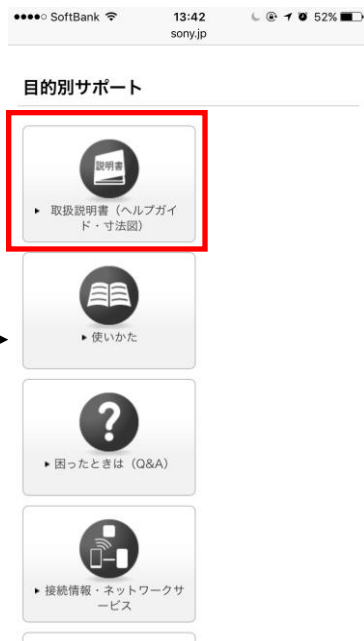 ●●●●○ SoftBank 13:42 52%
sony.jp
目的別サポート
説明書
▶ 取扱説明書（ヘルプガイ
ド・寸法図）
▶ 使いかた
?
▶ 困ったときは（Q&A）
▶ 接続情報・ネットワークサ
ービス